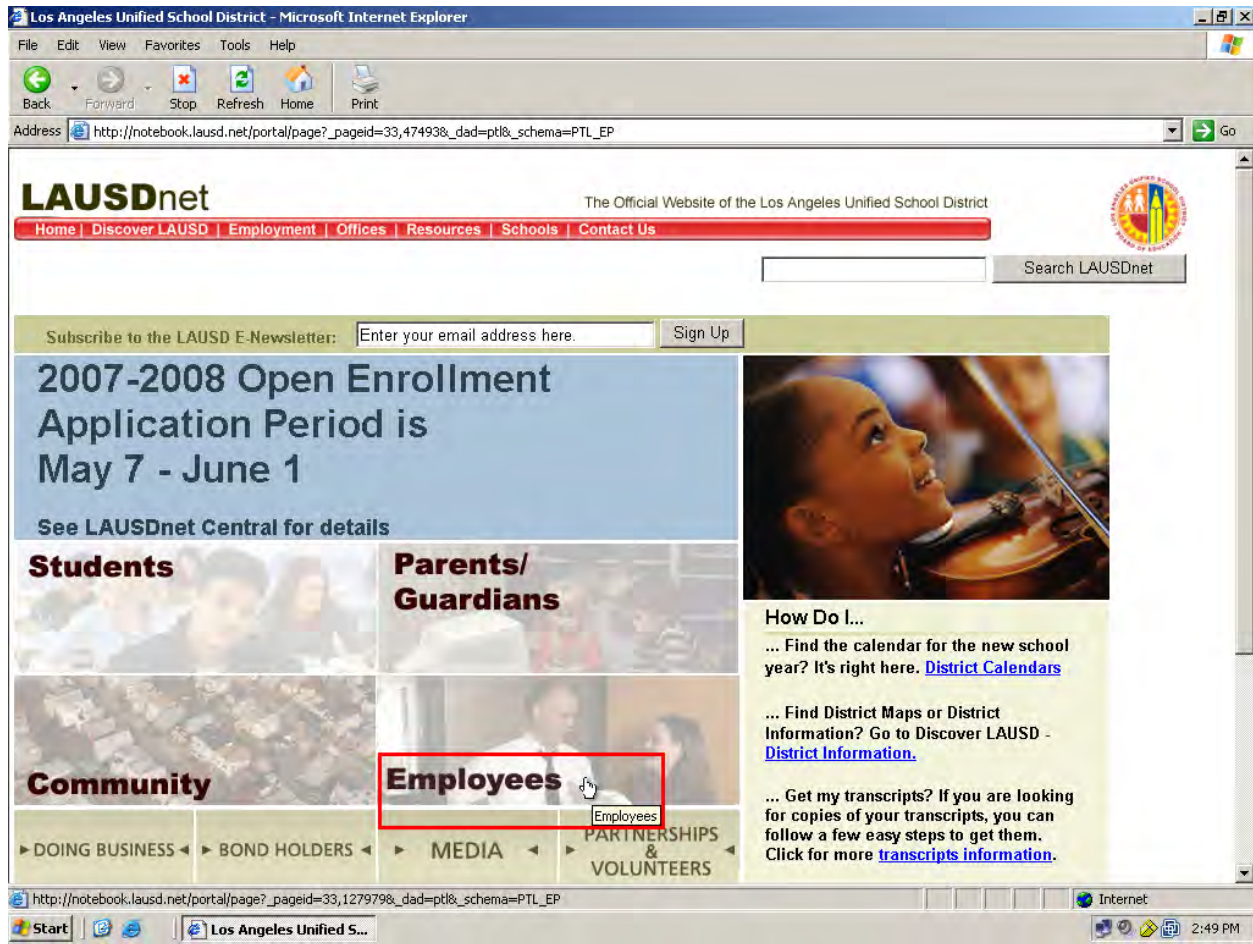 Los Angeles Unified School District - Microsoft Internet Explorer
File Edit View Favorites Tools Help
Back Forward Stop Refresh Home Print
Address http://notebook.lausd.net/portal/page?_pageid=33,47493&_dad=ptl&_schema=PTL_EP Go
LAUSDnet
The Official Website of the Los Angeles Unified School District
Home | Discover LAUSD | Employment | Offices | Resources | Schools | Contact Us
Search LAUSDnet
Subscribe to the LAUSD E-Newsletter: Enter your email address here. Sign Up
2007-2008 Open Enrollment
Application Period is
May 7 - June 1
See LAUSDnet Central for details
Students
Parents/
Guardians
Community
Employees
Employees
►DOING BUSINESS◄
►BOND HOLDERS◄
► MEDIA ◄
► PARTNERSHIPS
&
VOLUNTEERS ◄
How Do I...
... Find the calendar for the new school
year? It's right here. District Calendars
... Find District Maps or District
Information? Go to Discover LAUSD -
District Information.
... Get my transcripts? If you are looking
for copies of your transcripts, you can
follow a few easy steps to get them.
Click for more transcripts information.
http://notebook.lausd.net/portal/page?_pageid=33,127979&_dad=ptl&_schema=PTL_EP Internet
Start Los Angeles Unified S... 2:49 PM